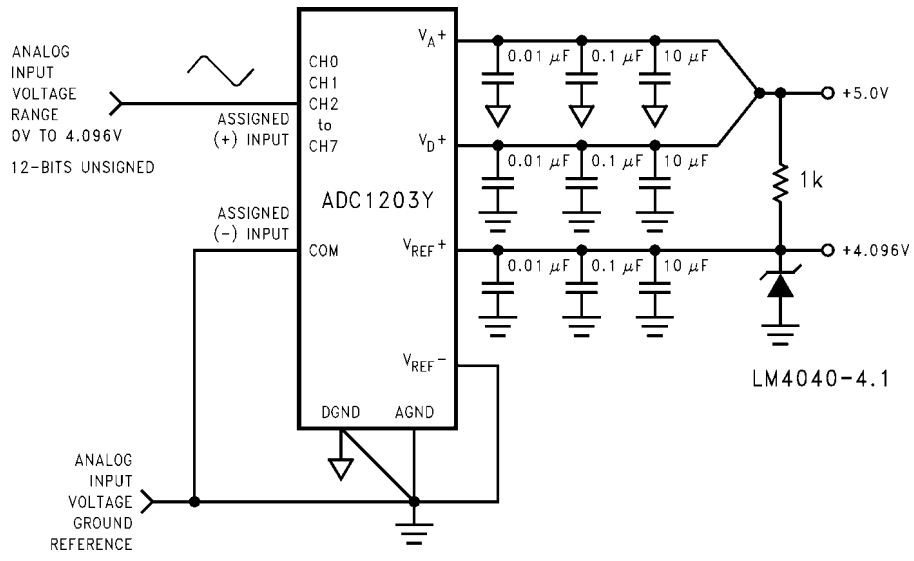 ANALOG
INPUT
VOLTAGE
RANGE
0V TO 4.096V
12-BITS UNSIGNED
ASSIGNED
(+) INPUT
ASSIGNED
(-) INPUT
CH0
CH1
CH2
to
CH7
COM
ADC1203Y
VA+
VD+
VREF+
VREF-
DGND
AGND
0.01 µF
0.1 µF
10 µF
0.01 µF
0.1 µF
10 µF
0.01 µF
0.1 µF
10 µF
+5.0V
1k
+4.096V
LM4040-4.1
ANALOG
INPUT
VOLTAGE
GROUND
REFERENCE